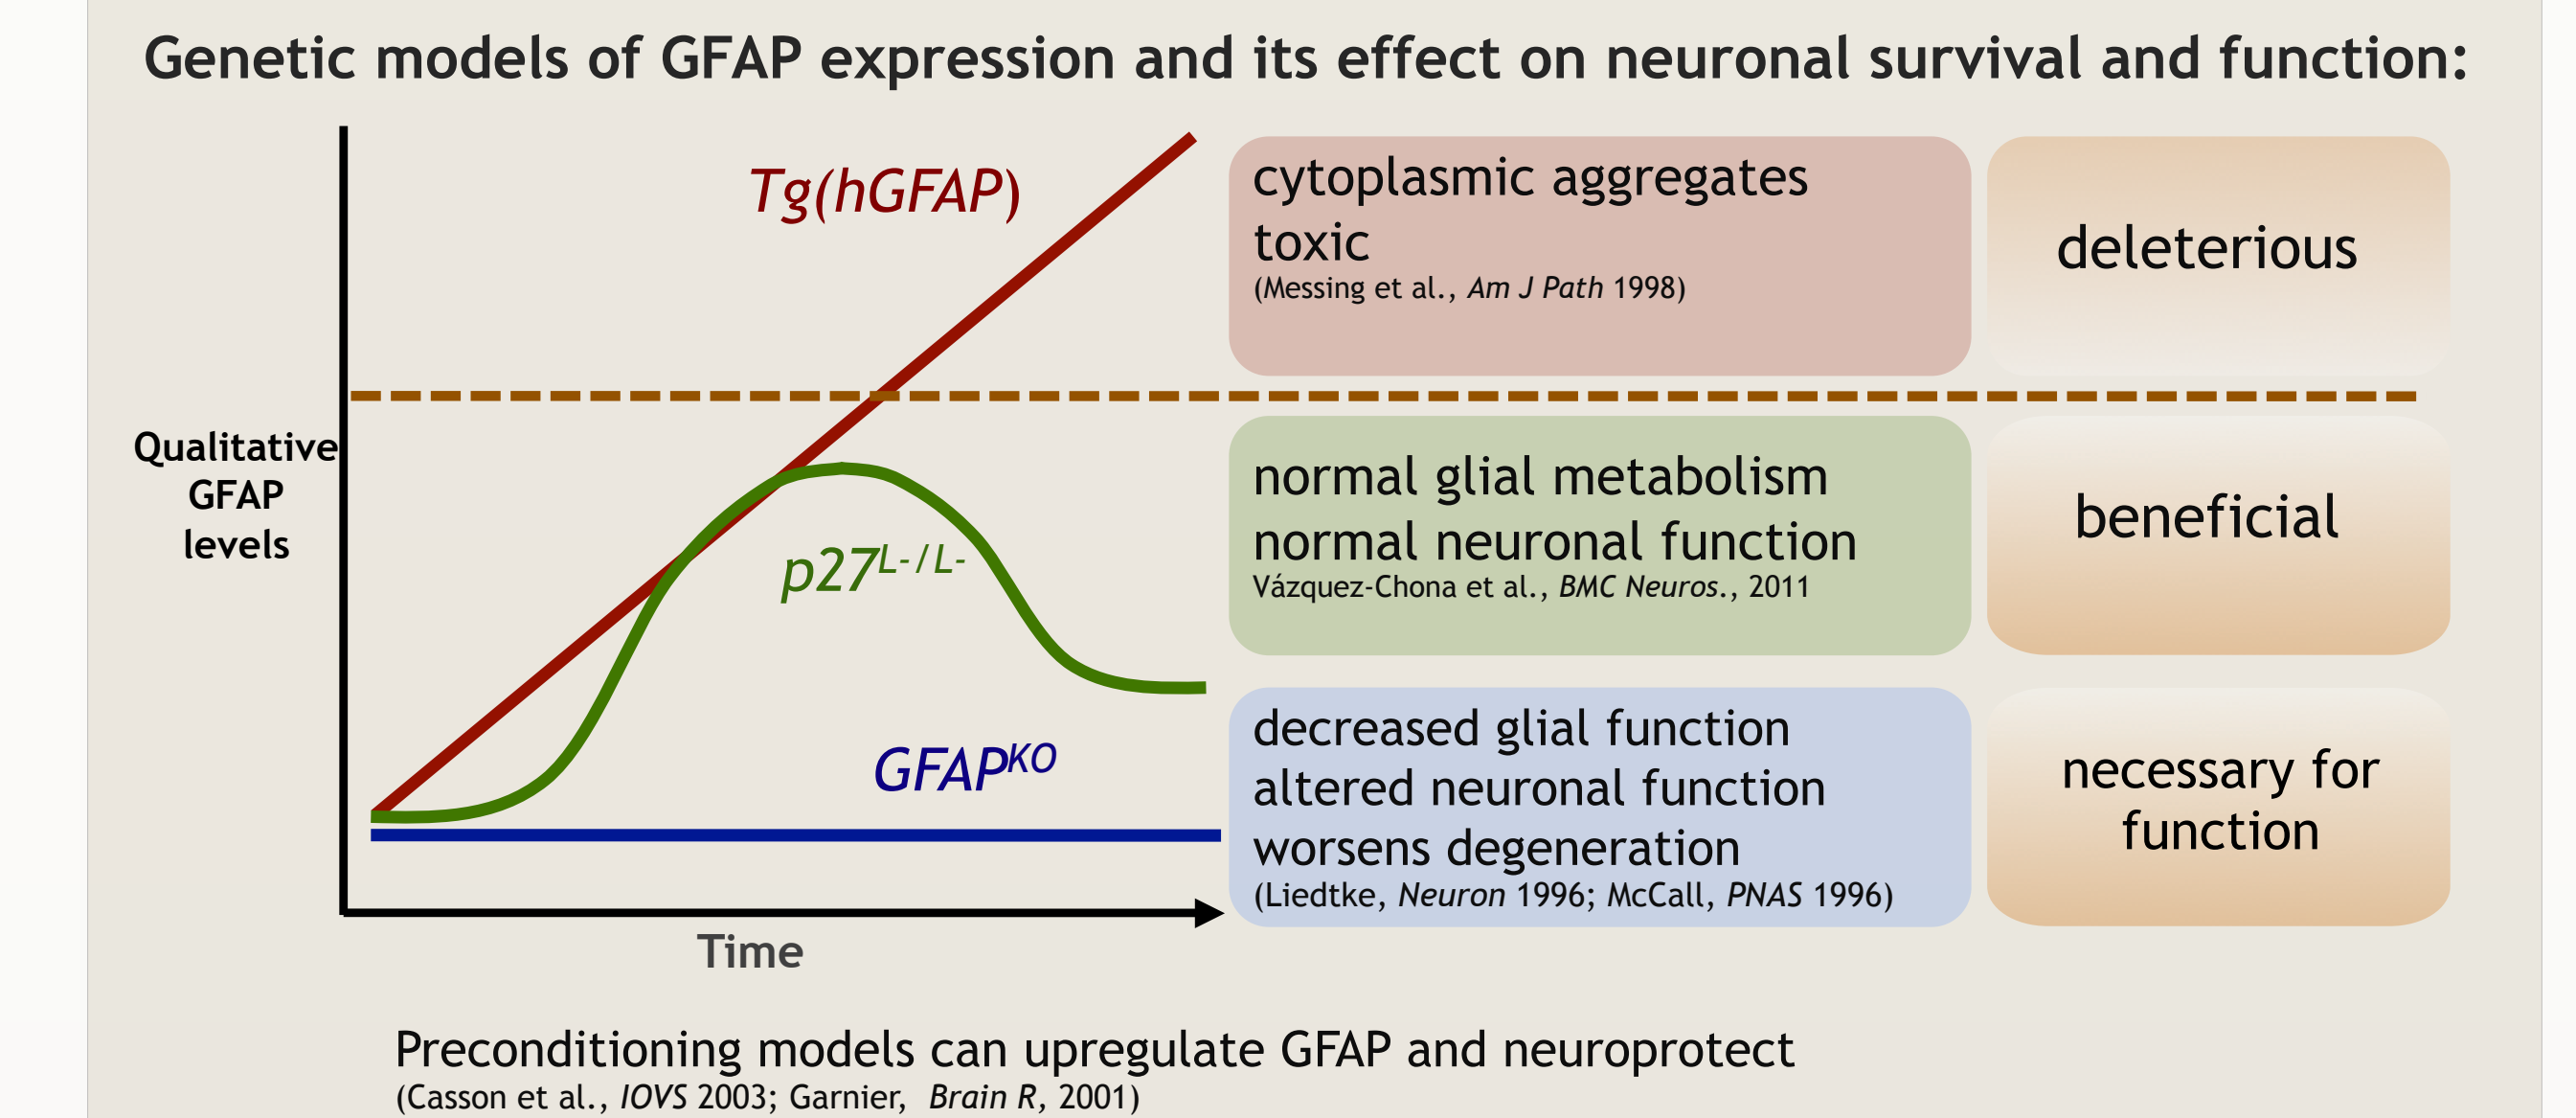 Genetic models of GFAP expression and its effect on neuronal survival and function:
Tg(hGFAP)
cytoplasmic aggregates
toxic
(Messing et al., Am J Path 1998)
deleterious
Qualitative
GFAP
levels
p27L-/L-
normal glial metabolism
normal neuronal function
Vázquez-Chona et al., BMC Neuros., 2011
beneficial
GFAPKO
decreased glial function
altered neuronal function
worsens degeneration
(Liedtke, Neuron 1996; McCall, PNAS 1996)
necessary for
function
Time
Preconditioning models can upregulate GFAP and neuroprotect
(Casson et al., IOVS 2003; Garnier, Brain R, 2001)